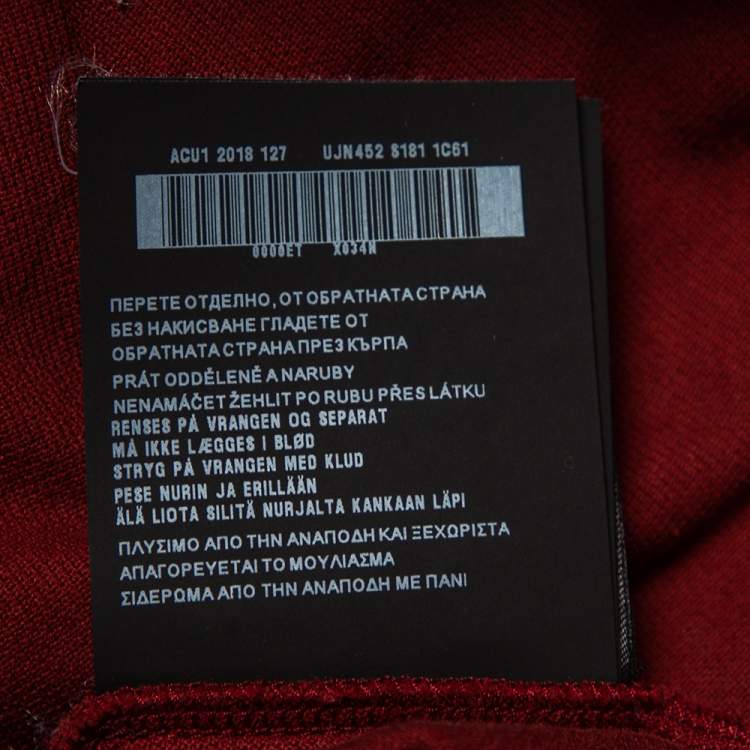 ACU1 2018 127 UJN452 S181 1C61
0000ET X034N
ПЕРЕТЕ ОТДЕЛНО, ОТ ОБРАТНАТА СТРАНА
БЕЗ НАКИСВАНЕ ГЛАДЕТЕ ОТ
ОБРАТНАТА СТРАНА ПРЕЗ КЪРПА
PRÁT ODDĚLENĚ A NARUBY
NENAMÁČET ŽEHLIT PO RUBU PŘES LÁTKU
RENSES PÅ VRANGEN OG SEPARAT
MÅ IKKE LÆGGES I BLØD
STRYG PÅ VRANGEN MED KLUD
PESE NURIN JA ERILLÄÄN
ÄLÄ LIOTA SILITÄ NURJALTA KANKAAN LÄPI
ΠΛΥΣΙΜΟ ΑΠΟ ΤΗΝ ΑΝΑΠΟΔΗ ΚΑΙ ΞΕΧΩΡΙΣΤΑ
ΑΠΑΓΟΡΕΥΕΤΑΙ ΤΟ ΜΟΥΛΙΑΣΜΑ
ΣΙΔΕΡΩΜΑ ΑΠΟ ΤΗΝ ΑΝΑΠΟΔΗ ΜΕ ΠΑΝΙ